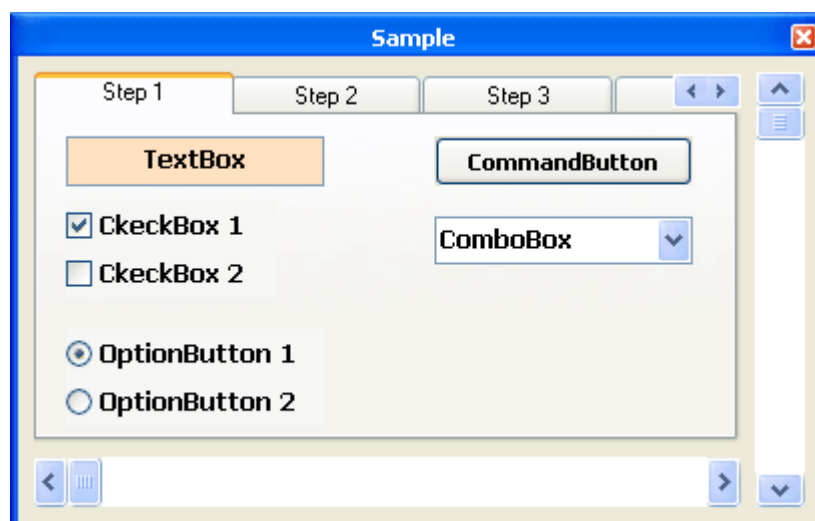 Sample
Step 1
Step 2
Step 3
TextBox
CommandButton
CkeckBox 1
ComboBox
CkeckBox 2
OptionButton 1
OptionButton 2